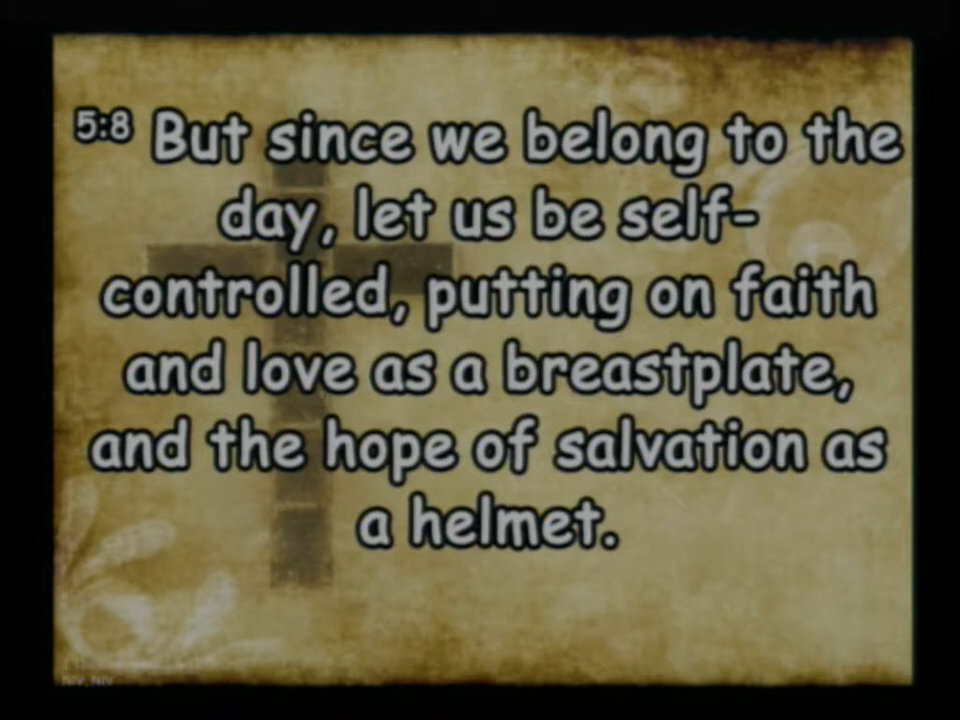 5:8 But since we belong to the
day, let us be self-
controlled, putting on faith
and love as a breastplate,
and the hope of salvation as
a helmet.
NIV, NIV